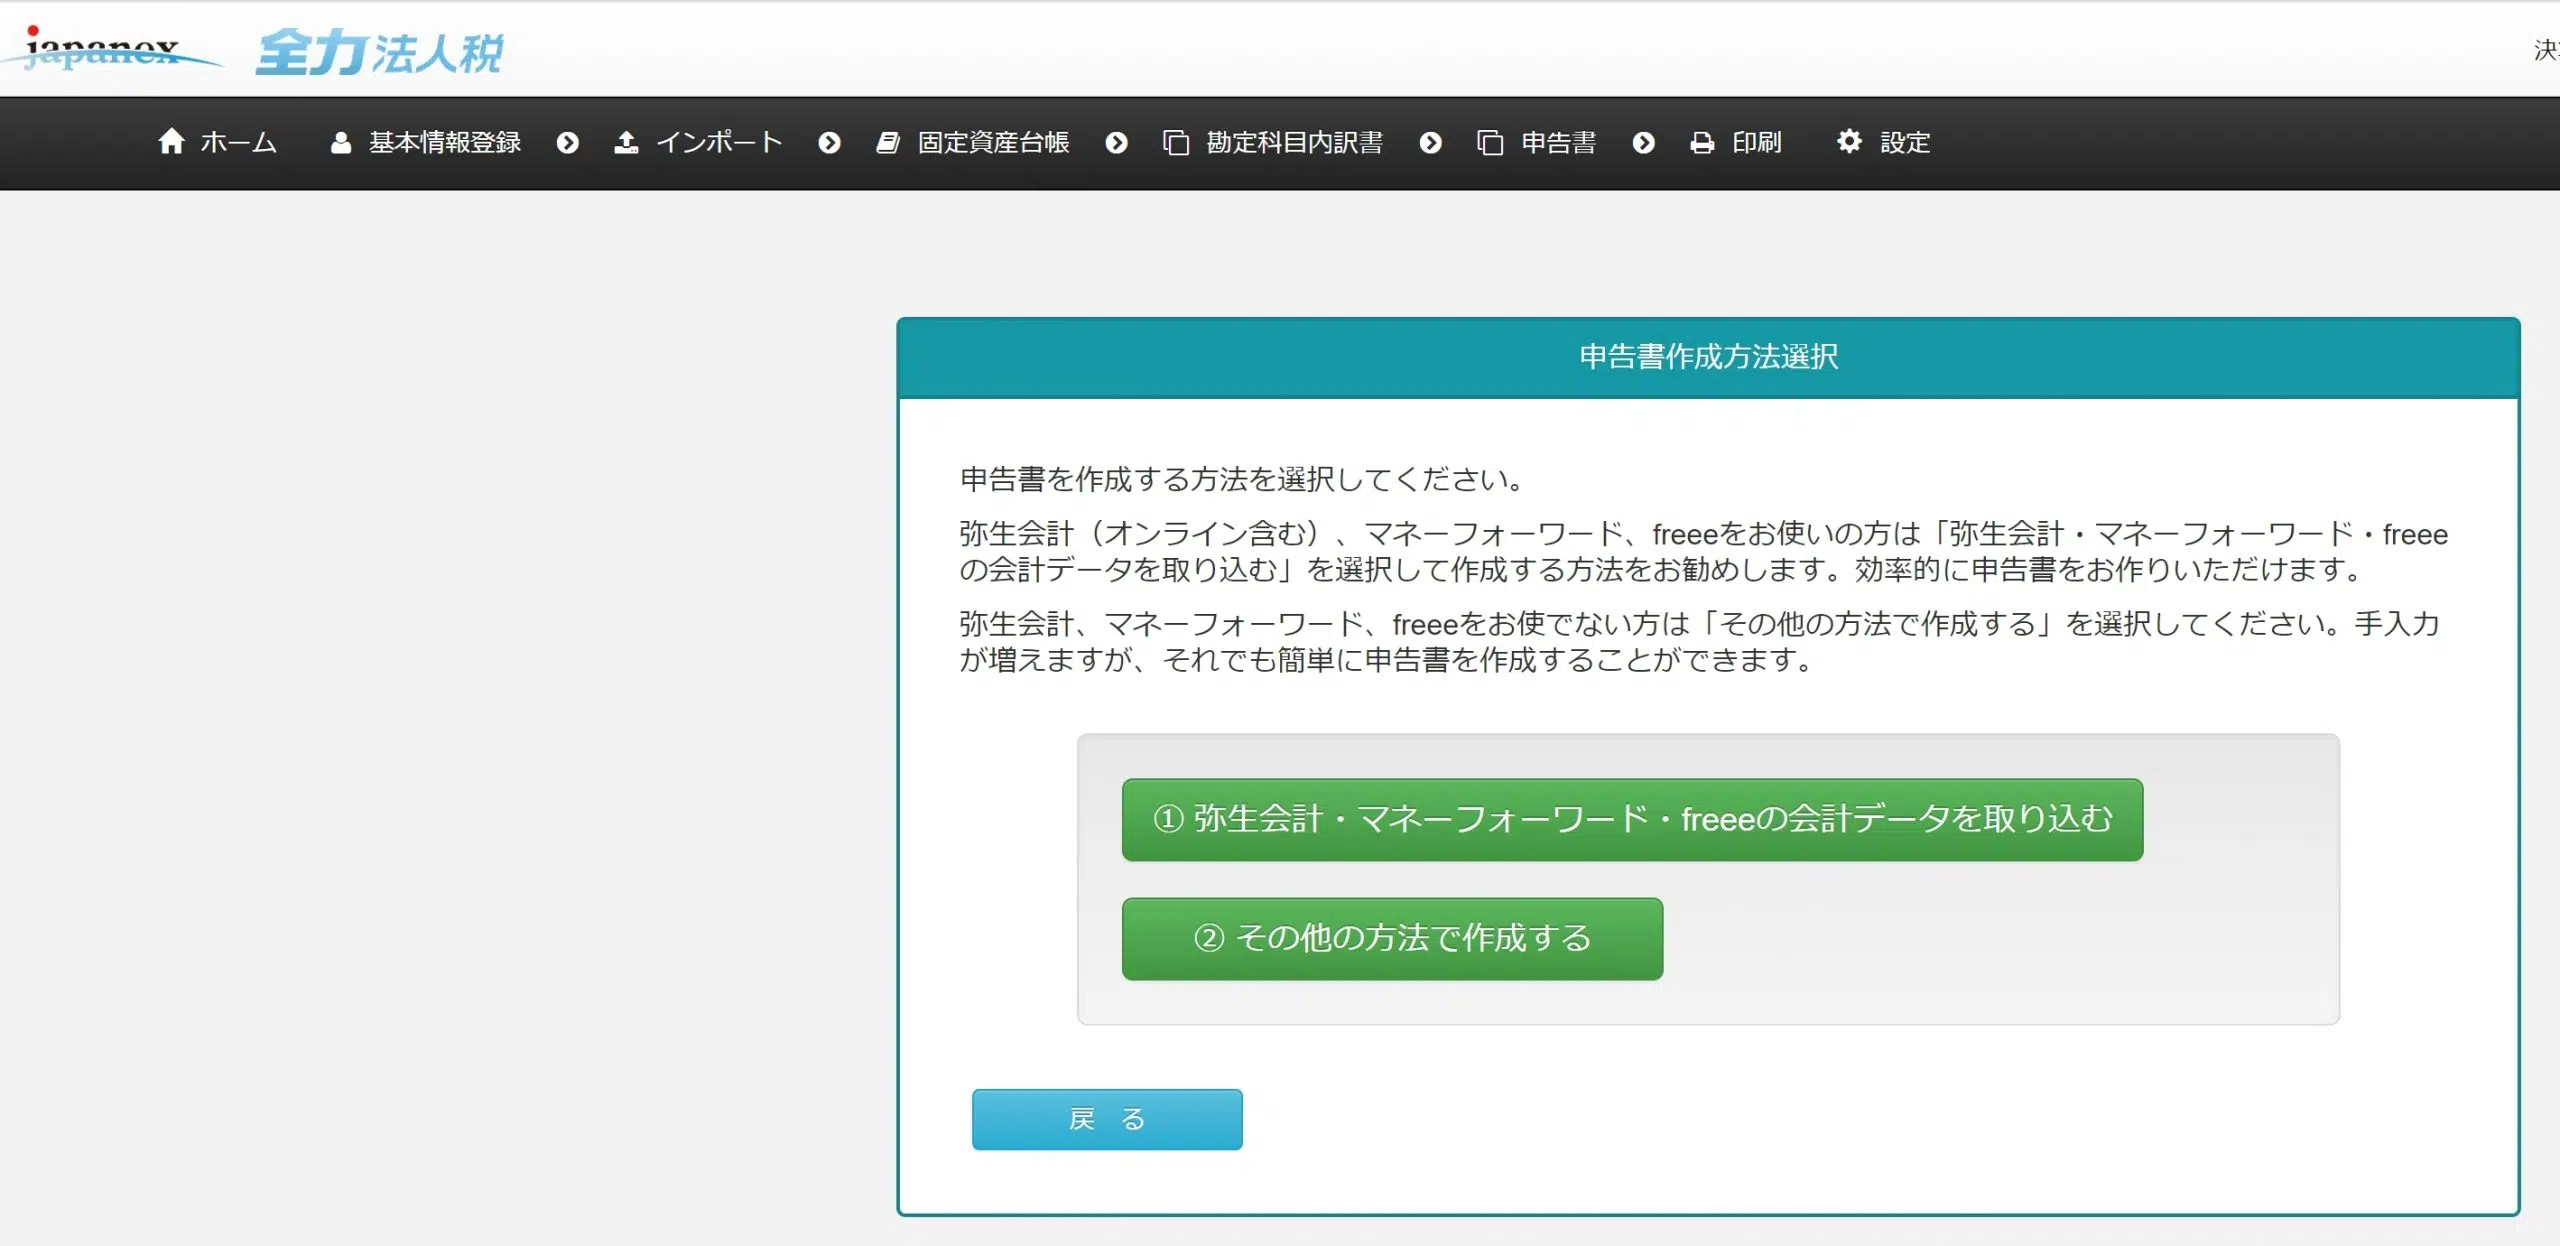 japanex 全力法人税
決
ホーム 基本情報登録 インポート 固定資産台帳 勘定科目内訳書 申告書 印刷 設定
申告書作成方法選択
申告書を作成する方法を選択してください。
弥生会計（オンライン含む）、マネーフォーワード、freeeをお使いの方は「弥生会計・マネーフォーワード・freee
の会計データを取り込む」を選択して作成する方法をお勧めします。効率的に申告書をお作りいただけます。
弥生会計、マネーフォーワード、freeeをお使でない方は「その他の方法で作成する」を選択してください。手入力
が増えますが、それでも簡単に申告書を作成することができます。
① 弥生会計・マネーフォーワード・freeeの会計データを取り込む
② その他の方法で作成する
戻　る